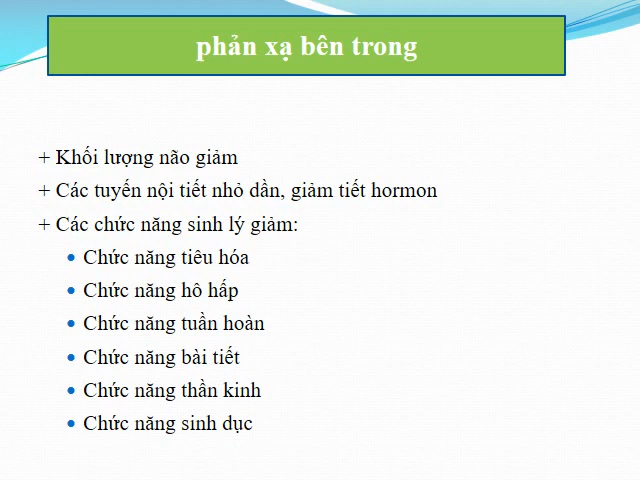 phản xạ bên trong
+ Khối lượng não giảm
+ Các tuyến nội tiết nhỏ dần, giảm tiết hormon
+ Các chức năng sinh lý giảm:
• Chức năng tiêu hóa
• Chức năng hô hấp
• Chức năng tuần hoàn
• Chức năng bài tiết
• Chức năng thần kinh
• Chức năng sinh dục